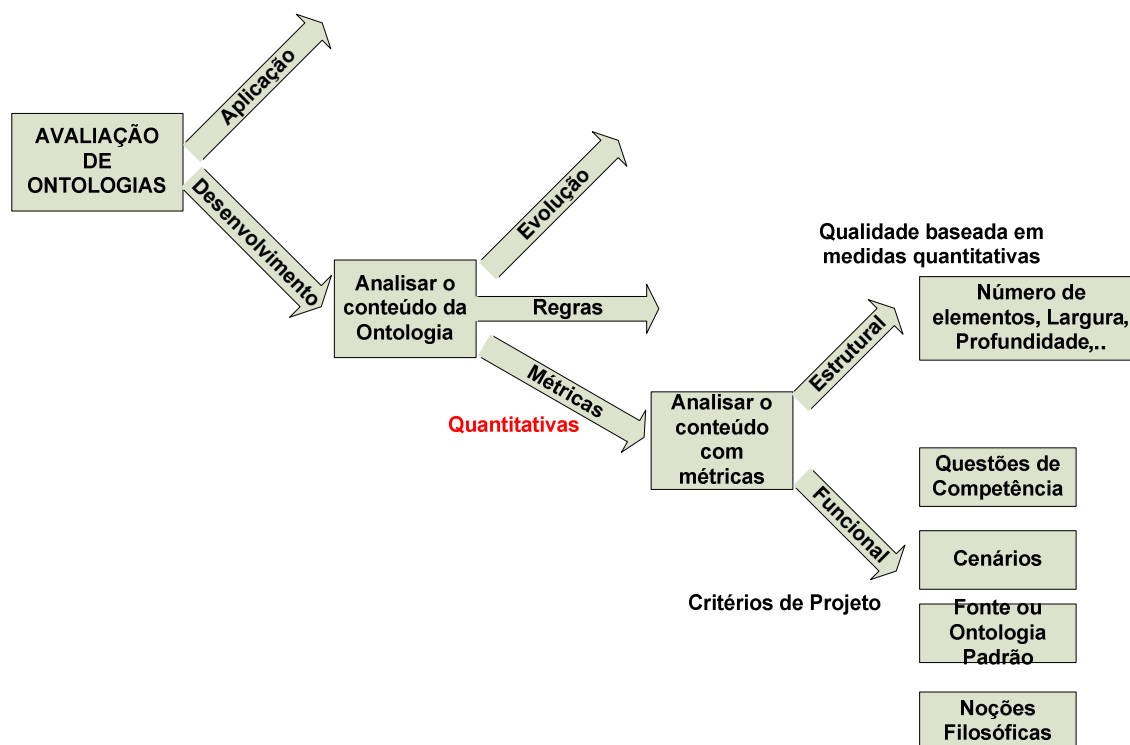 Aplicação
AVALIAÇÃO
DE
ONTOLOGIAS
Desenvolvimento
Evolução
Analisar o
conteúdo da
Ontologia
Regras
Métricas
Quantitativas
Qualidade baseada em
medidas quantitativas
Número de
elementos, Largura,
Profundidade,..
Estrutural
Analisar o
conteúdo
com
métricas
Funcional
Critérios de Projeto
Questões de
Competência
Cenários
Fonte ou
Ontologia
Padrão
Noções
Filosóficas